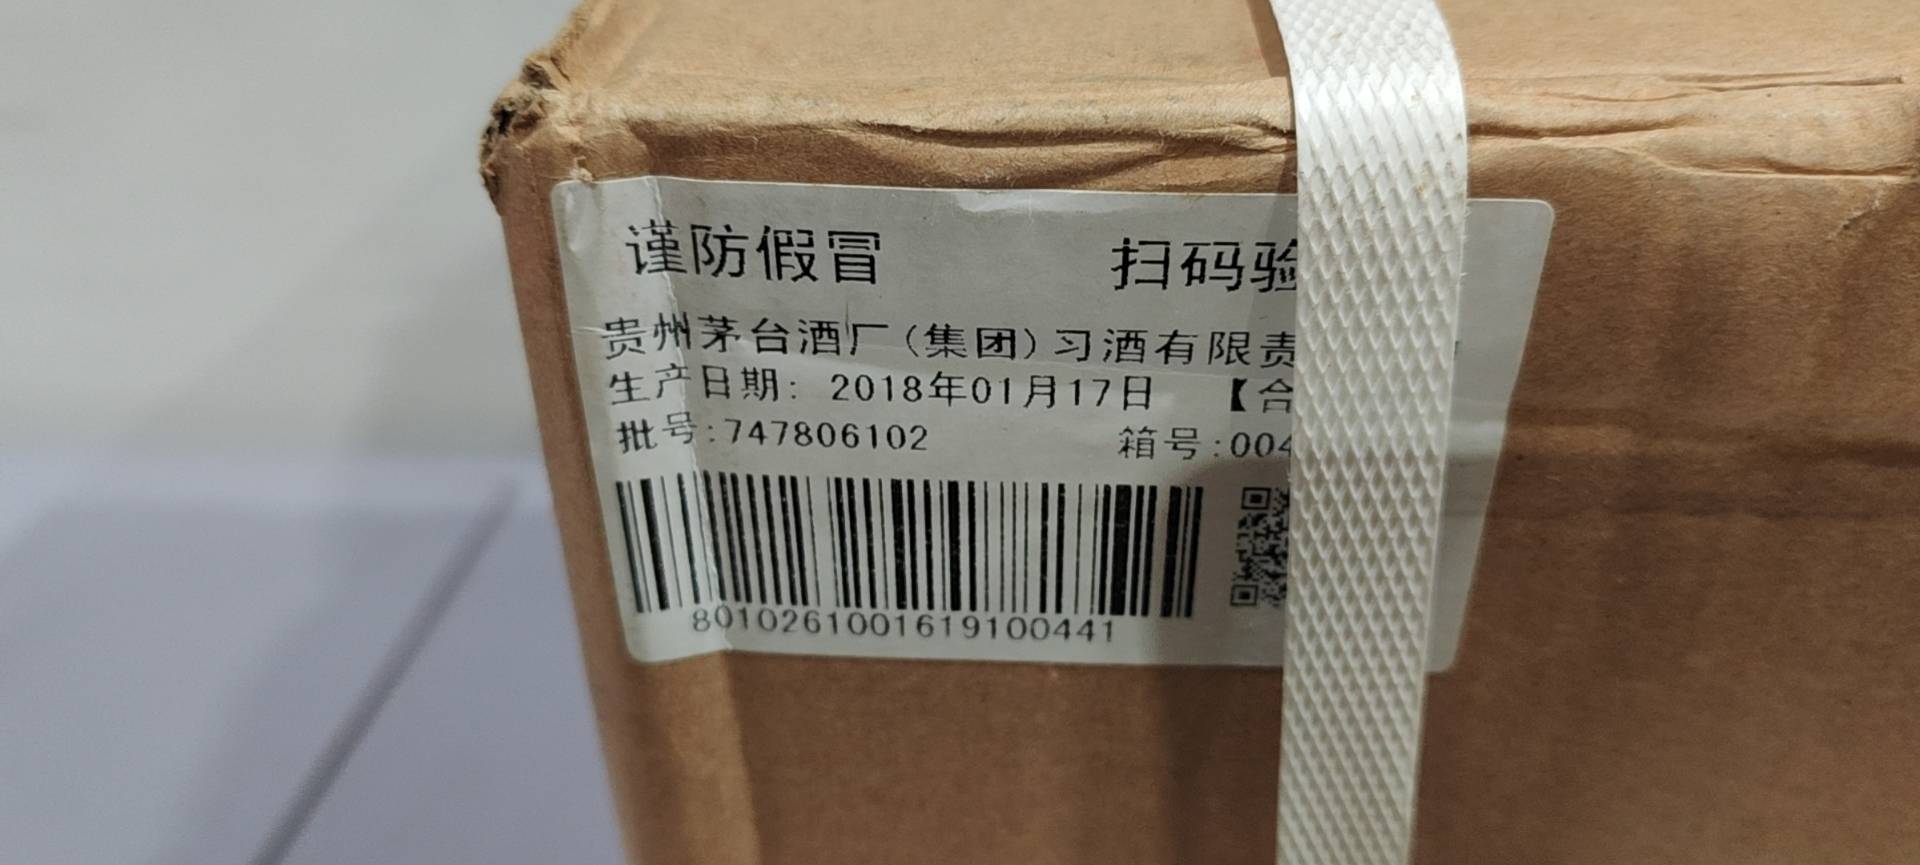 谨防假冒 扫码验
贵州茅台酒厂(集团)习酒有限责
生产日期: 2018年01月17日 【合
批号:747806102 箱号:004
8010261001619100441